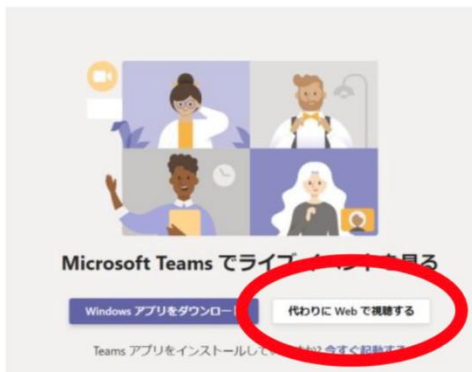 Microsoft Teams でライブ イベントを見る
Windows アプリをダウンロード
代わりに Web で視聴する
Teams アプリをインストールして 今すぐ起動する